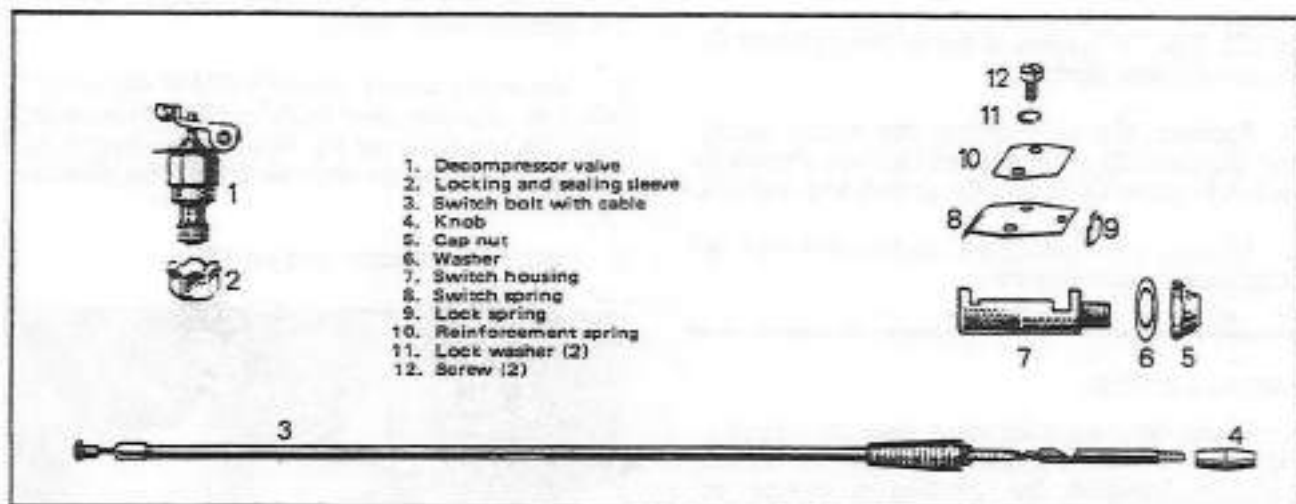 12
11
10
8
9
1
2
7
6
5
3
4
1. Decompressor valve
2. Locking and sealing sleeve
3. Switch bolt with cable
4. Knob
5. Cap nut
6. Washer
7. Switch housing
8. Switch spring
9. Lock spring
10. Reinforcement spring
11. Lock washer (2)
12. Screw (2)